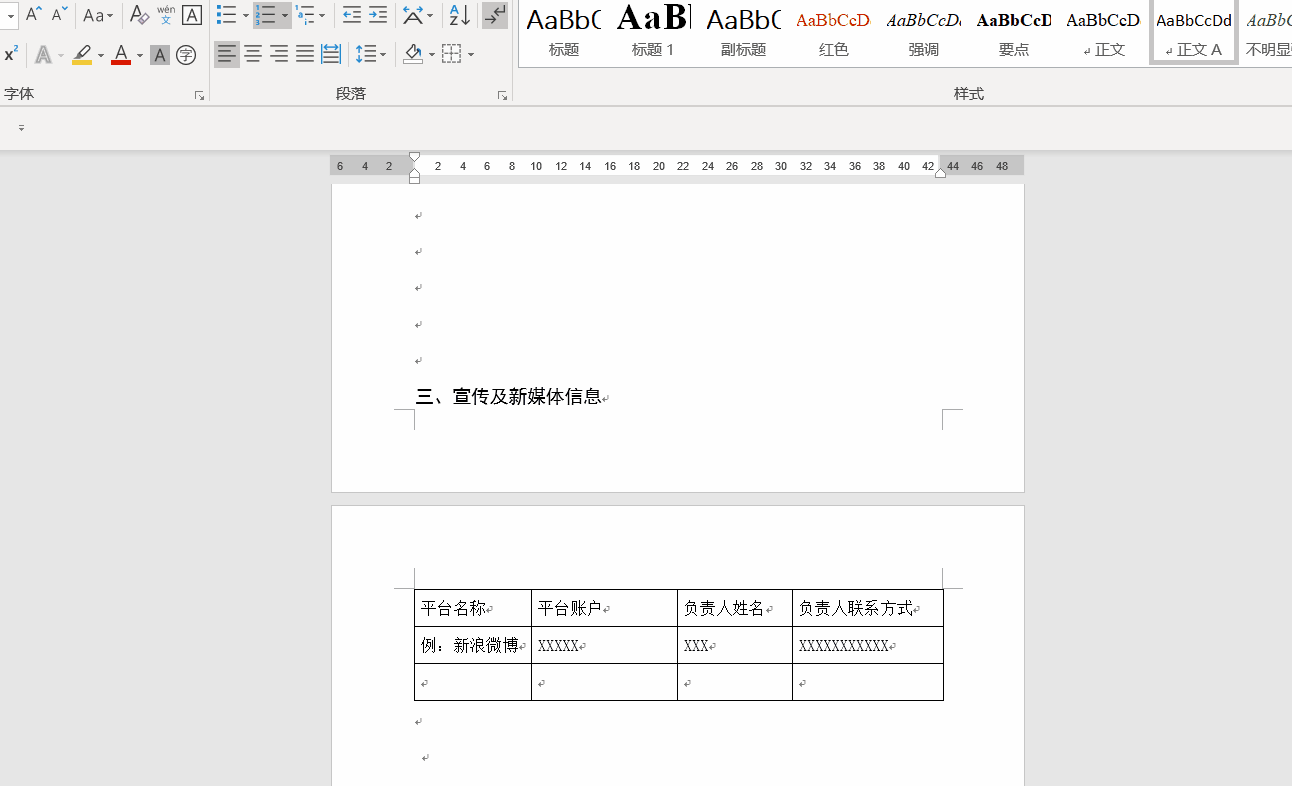 A A Aa A wén 文 A A Z
AaBbC AaB AaBbC AaBbCcD AaBbCcD AaBbCcD AaBbCcD AaBbCcDd
标题 标题 1 副标题 红色 强调 要点 正文 正文 A
x² A A A 字
字体 段落 样式
6 4 2 2 4 6 8 10 12 14 16 18 20 22 24 26 28 30 32 34 36 38 40 42 44 46 48
三、宣传及新媒体信息
平台名称 平台账户 负责人姓名 负责人联系方式
例：新浪微博 XXXXX XXX XXXXXXXXXXX